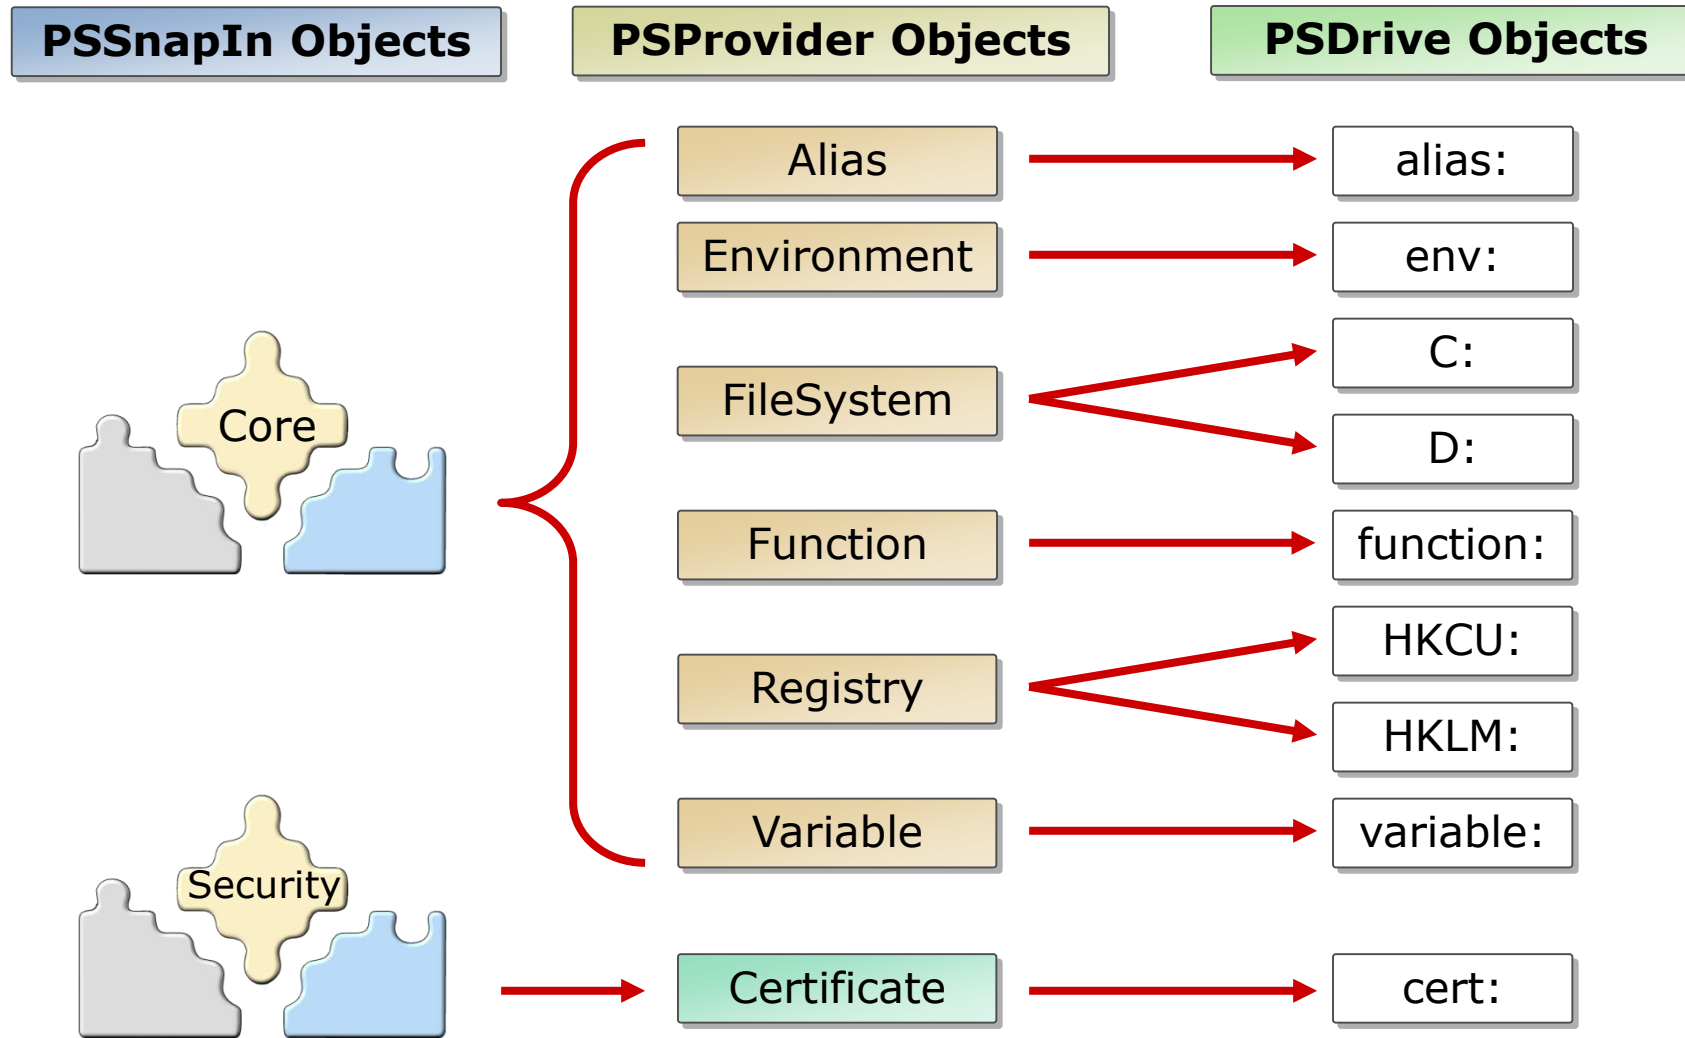 PSSnapIn Objects
PSProvider Objects
PSDrive Objects
Alias
alias:
Environment
env:
C:
FileSystem
Core
D:
Function
function:
HKCU:
Registry
HKLM:
Variable
variable:
Security
Certificate
cert: